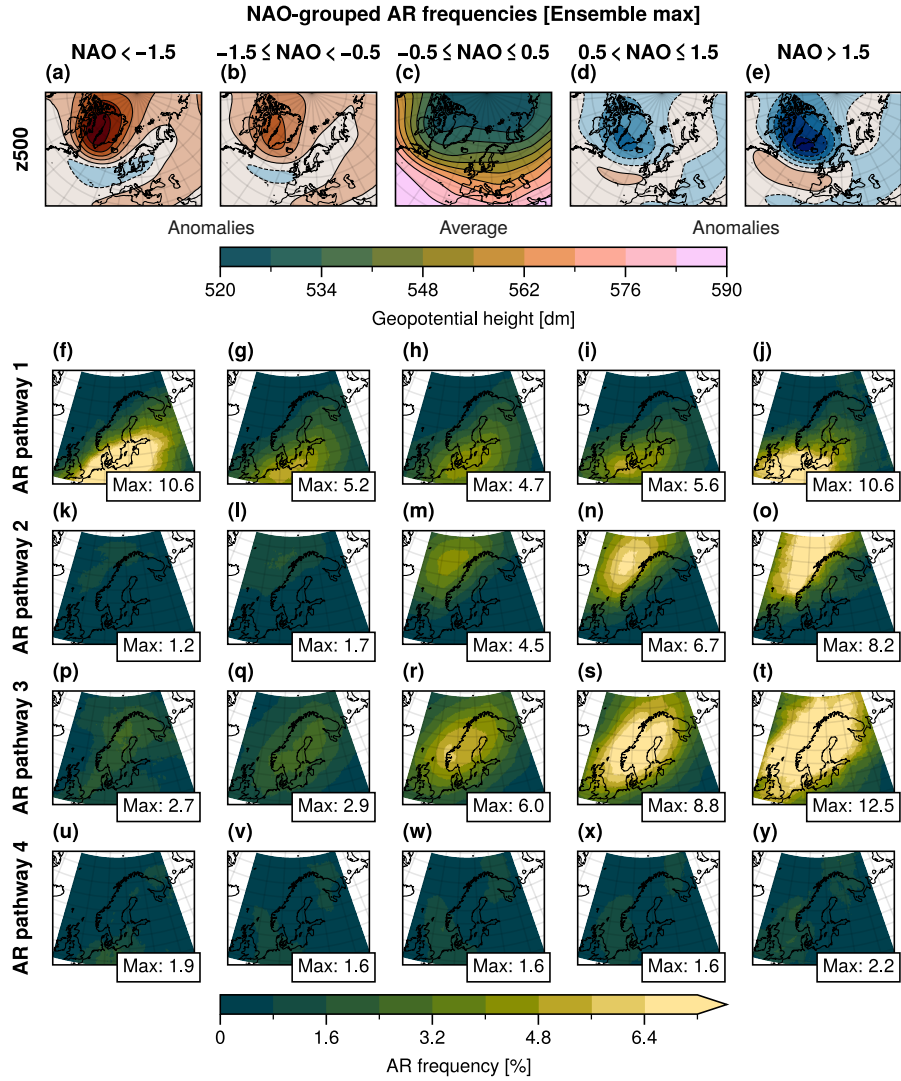 NAO-grouped AR frequencies [Ensemble max]
NAO < −1.5 −1.5 ≤ NAO < −0.5 −0.5 ≤ NAO ≤ 0.5 0.5 < NAO ≤ 1.5 NAO > 1.5
(a) (b) (c) (d) (e)
z500
Anomalies Average Anomalies
520 534 548 562 576 590
Geopotential height [dm]
(f) (g) (h) (i) (j)
AR pathway 1
Max: 10.6 Max: 5.2 Max: 4.7 Max: 5.6 Max: 10.6
(k) (l) (m) (n) (o)
AR pathway 2
Max: 1.2 Max: 1.7 Max: 4.5 Max: 6.7 Max: 8.2
(p) (q) (r) (s) (t)
AR pathway 3
Max: 2.7 Max: 2.9 Max: 6.0 Max: 8.8 Max: 12.5
(u) (v) (w) (x) (y)
AR pathway 4
Max: 1.9 Max: 1.6 Max: 1.6 Max: 1.6 Max: 2.2
0 1.6 3.2 4.8 6.4
AR frequency [%]